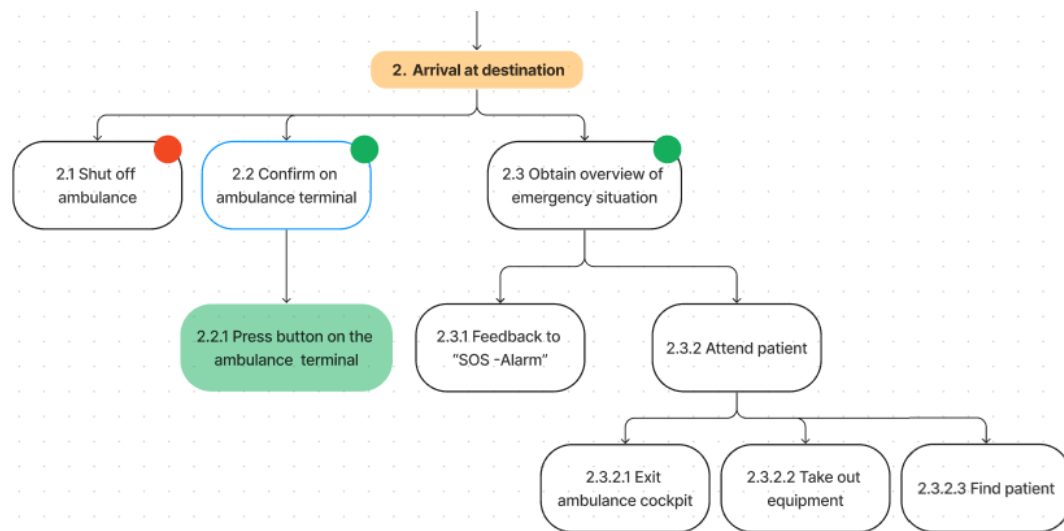 2. Arrival at destination
2.1 Shut off
ambulance
2.2 Confirm on
ambulance terminal
2.3 Obtain overview of
emergency situation
2.2.1 Press button on the
ambulance terminal
2.3.1 Feedback to
“SOS -Alarm”
2.3.2 Attend patient
2.3.2.1 Exit
ambulance cockpit
2.3.2.2 Take out
equipment
2.3.2.3 Find patient